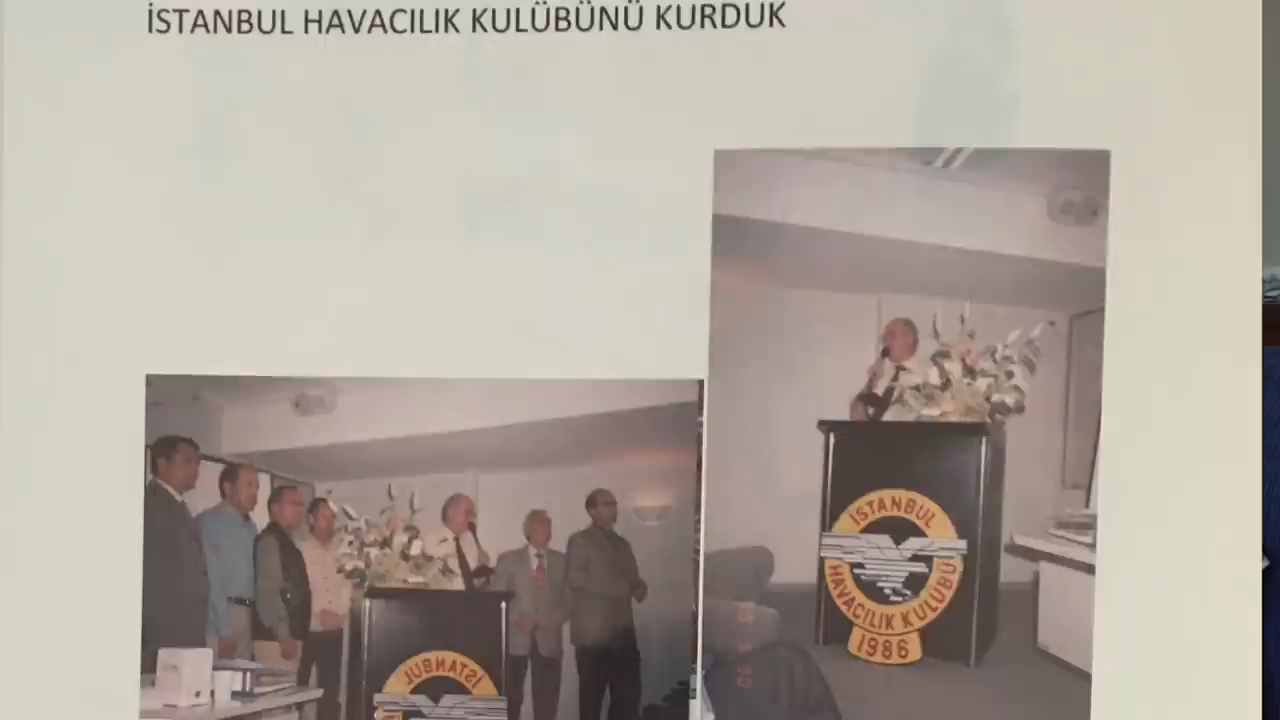 İSTANBUL HAVACILIK KULÜBÜNÜ KURDUK
İSTANBUL
HAVACILIK KULÜBÜ
1986
İSTANBUL